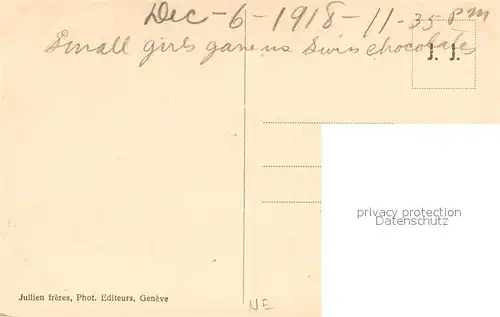 Dec-6-1918-11-35 PM
Small girls gave us Swiss chocolates
J. J.
privacy protection
Datenschutz
Jullien frères, Phot. Editeurs, Genève
NE